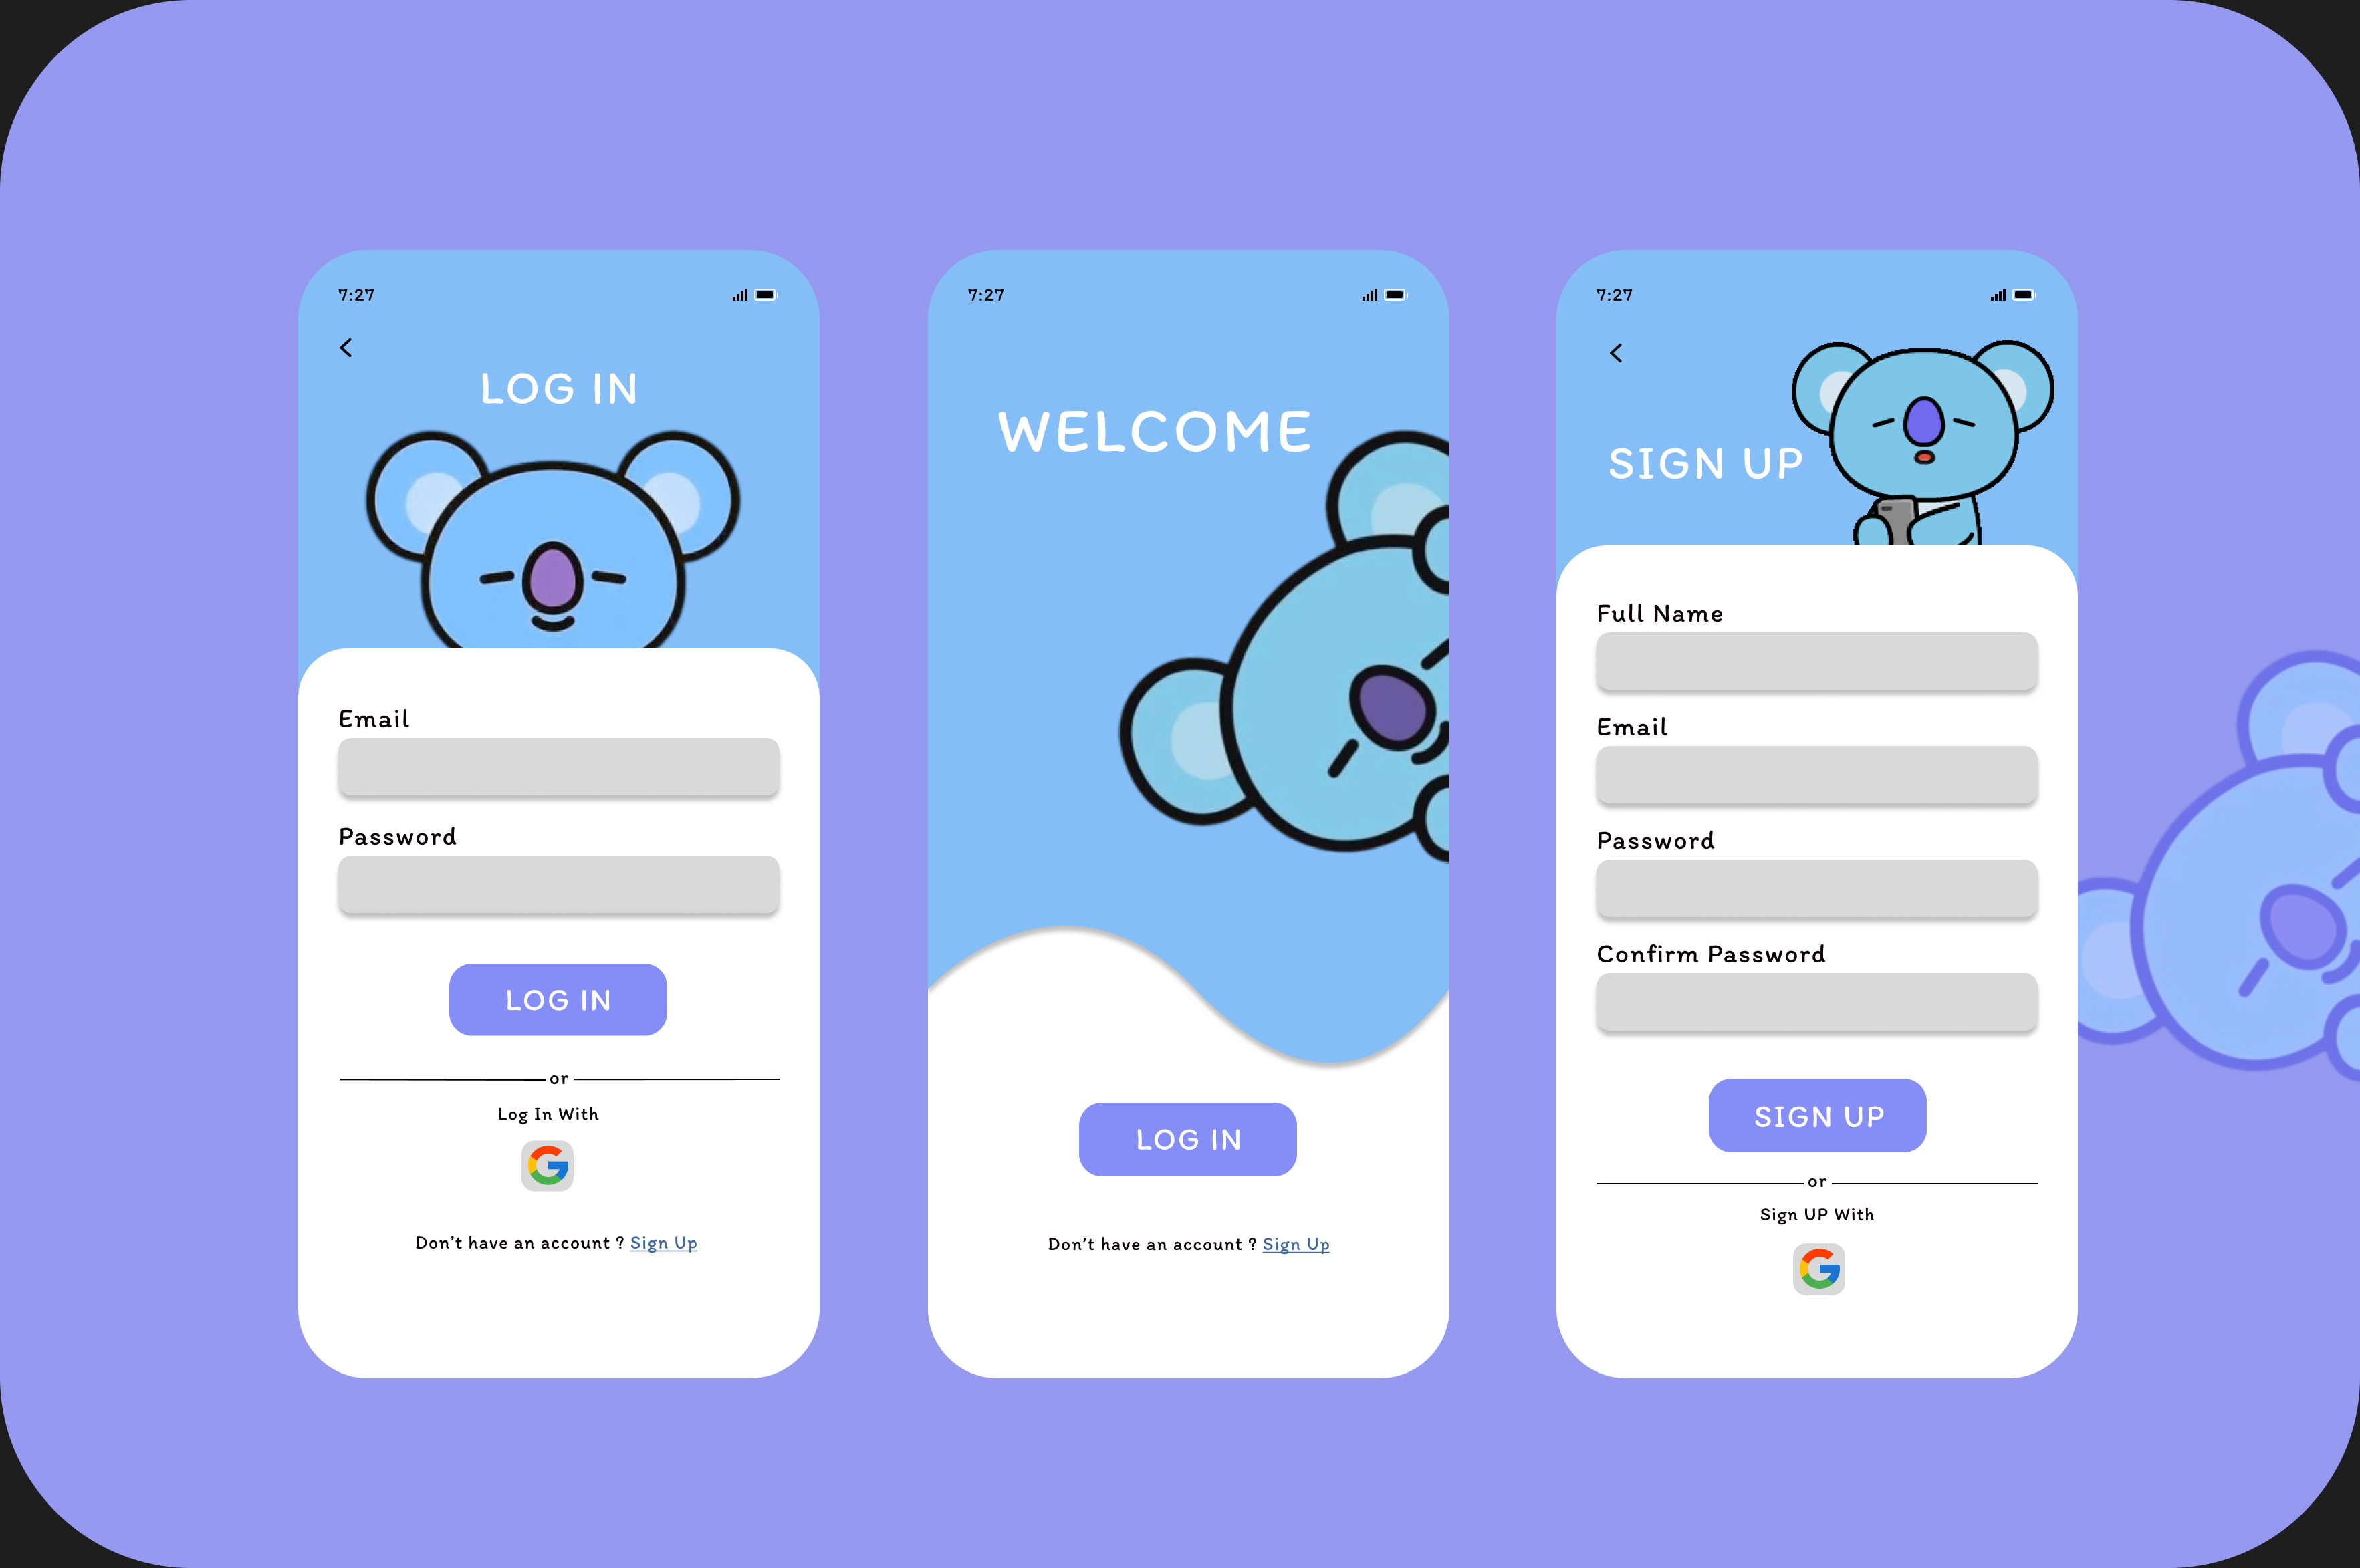 7:27
LOG IN
Email
Password
LOG IN
or
Log In With
Don’t have an account ? Sign Up
7:27
WELCOME
LOG IN
Don’t have an account ? Sign Up
7:27
SIGN UP
Full Name
Email
Password
Confirm Password
SIGN UP
or
Sign UP With